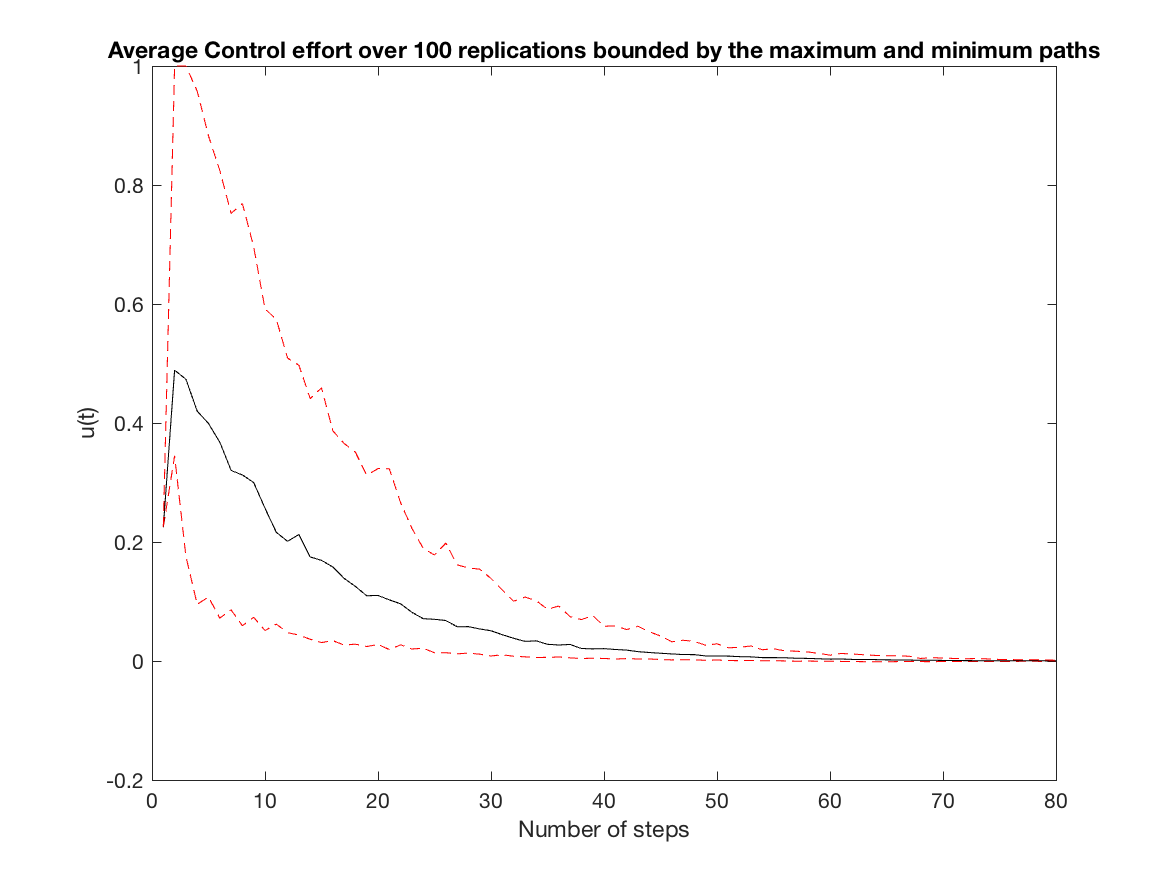 Average Control effort over 100 replications bounded by the maximum and minimum paths
1
0.8
0.6
0.4
0.2
0
-0.2
u(t)
0 10 20 30 40 50 60 70 80
Number of steps